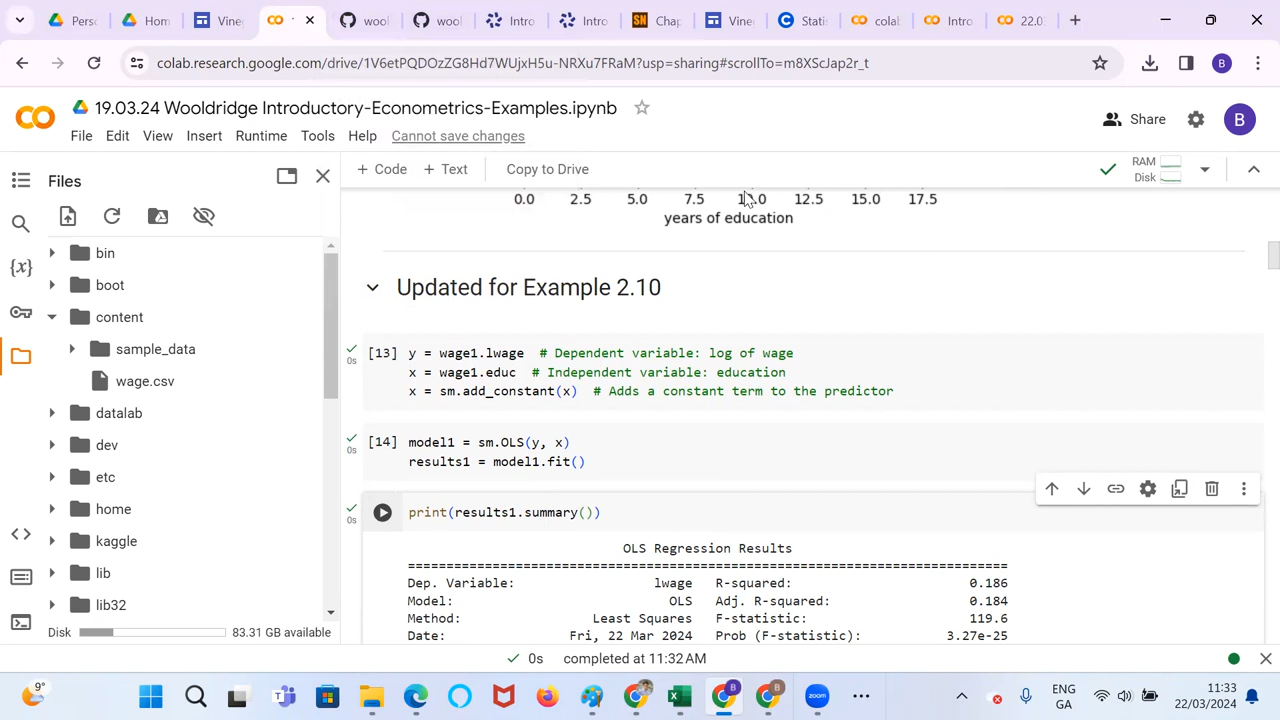 Persc
Home
Vine
wool
wool
Intro
Intro
SN
Chap
Vine
Stati
colab
Intro
22.0
colab.research.google.com/drive/1V6etPQDOzZG8Hd7WUjxH5u-NRXu7FRaM?usp=sharing#scrollTo=m8XScJap2r_t
B
19.03.24 Wooldridge Introductory-Econometrics-Examples.ipynb
File Edit View Insert Runtime Tools Help Cannot save changes
Share
B
Files
+ Code + Text Copy to Drive
RAM
Disk
0.0 2.5 5.0 7.5 10.0 12.5 15.0 17.5
years of education
bin
boot
content
sample_data
wage.csv
datalab
dev
etc
home
kaggle
lib
lib32
Disk 83.31 GB available
{x}
Updated for Example 2.10
0s
[13] y = wage1.lwage # Dependent variable: log of wage
x = wage1.educ # Independent variable: education
x = sm.add_constant(x) # Adds a constant term to the predictor
0s
[14] model1 = sm.OLS(y, x)
results1 = model1.fit()
0s
print(results1.summary())
OLS Regression Results
==============================================================================
Dep. Variable: lwage R-squared: 0.186
Model: OLS Adj. R-squared: 0.184
Method: Least Squares F-statistic: 119.6
Date: Fri, 22 Mar 2024 Prob (F-statistic): 3.27e-25
0s completed at 11:32 AM
9°
zoom
ENG
GA
11:33
22/03/2024